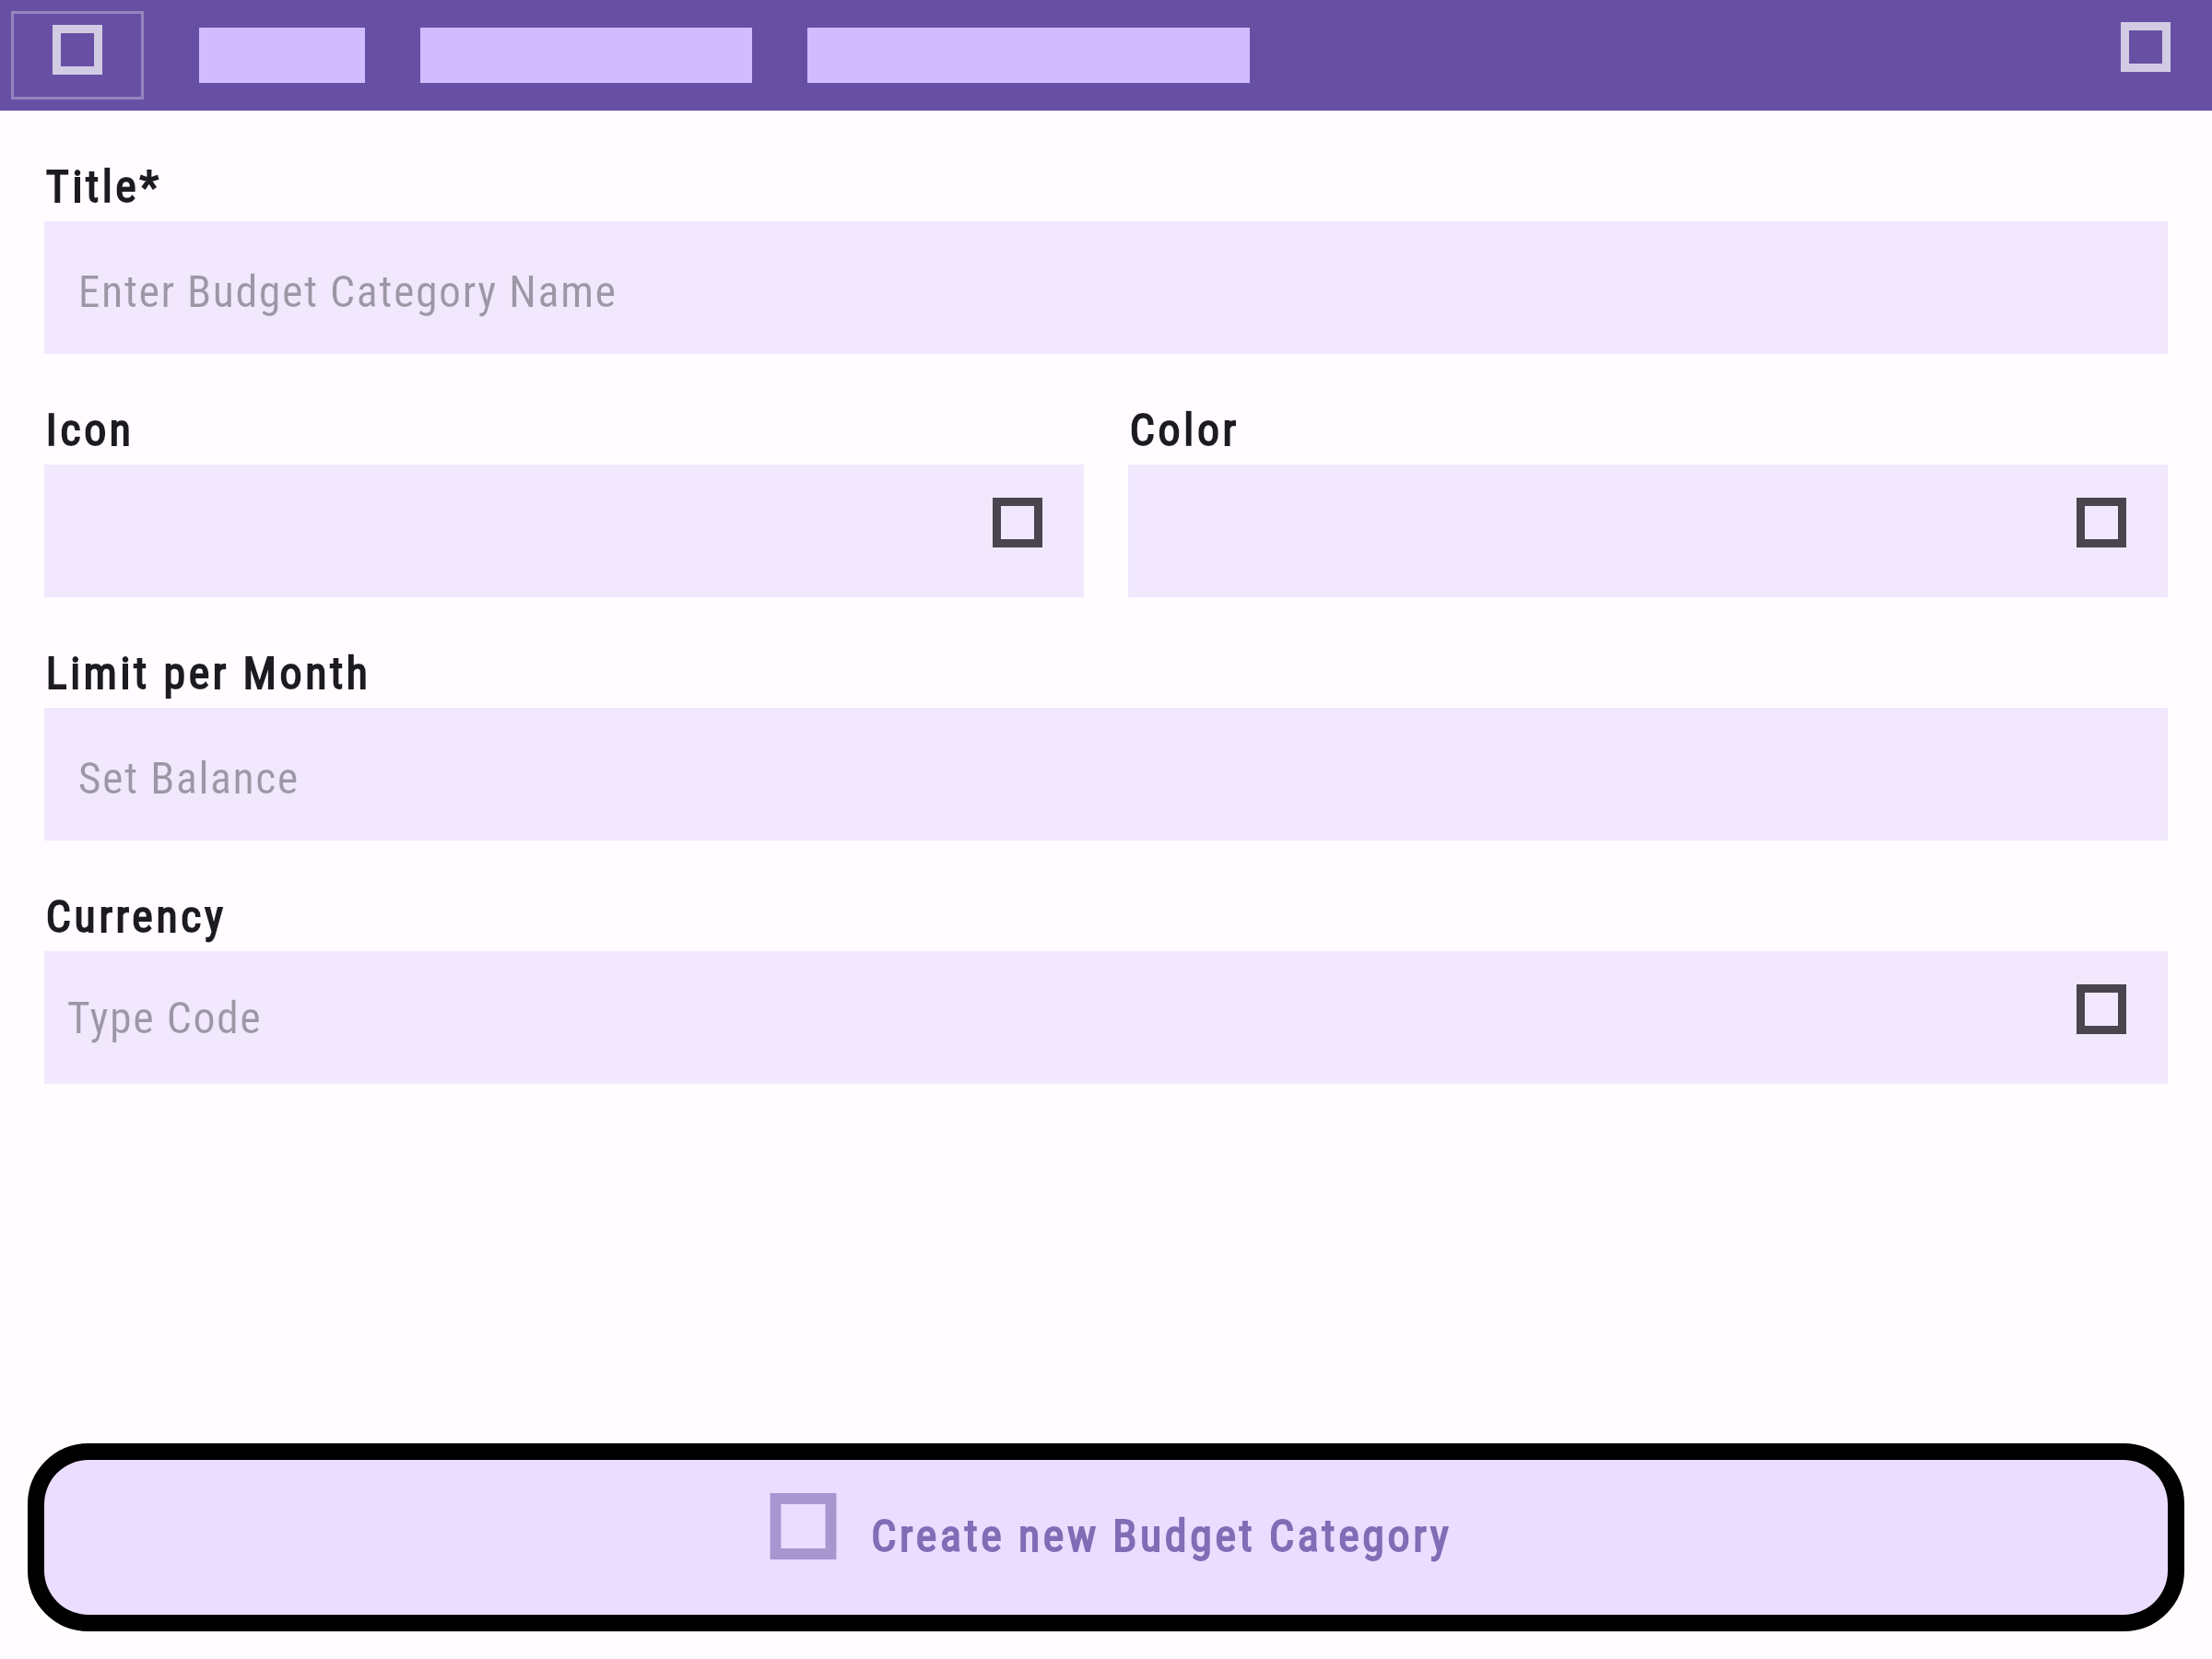 Title*
Enter Budget Category Name
Icon
Color
Limit per Month
Set Balance
Currency
Type Code
Create new Budget Category